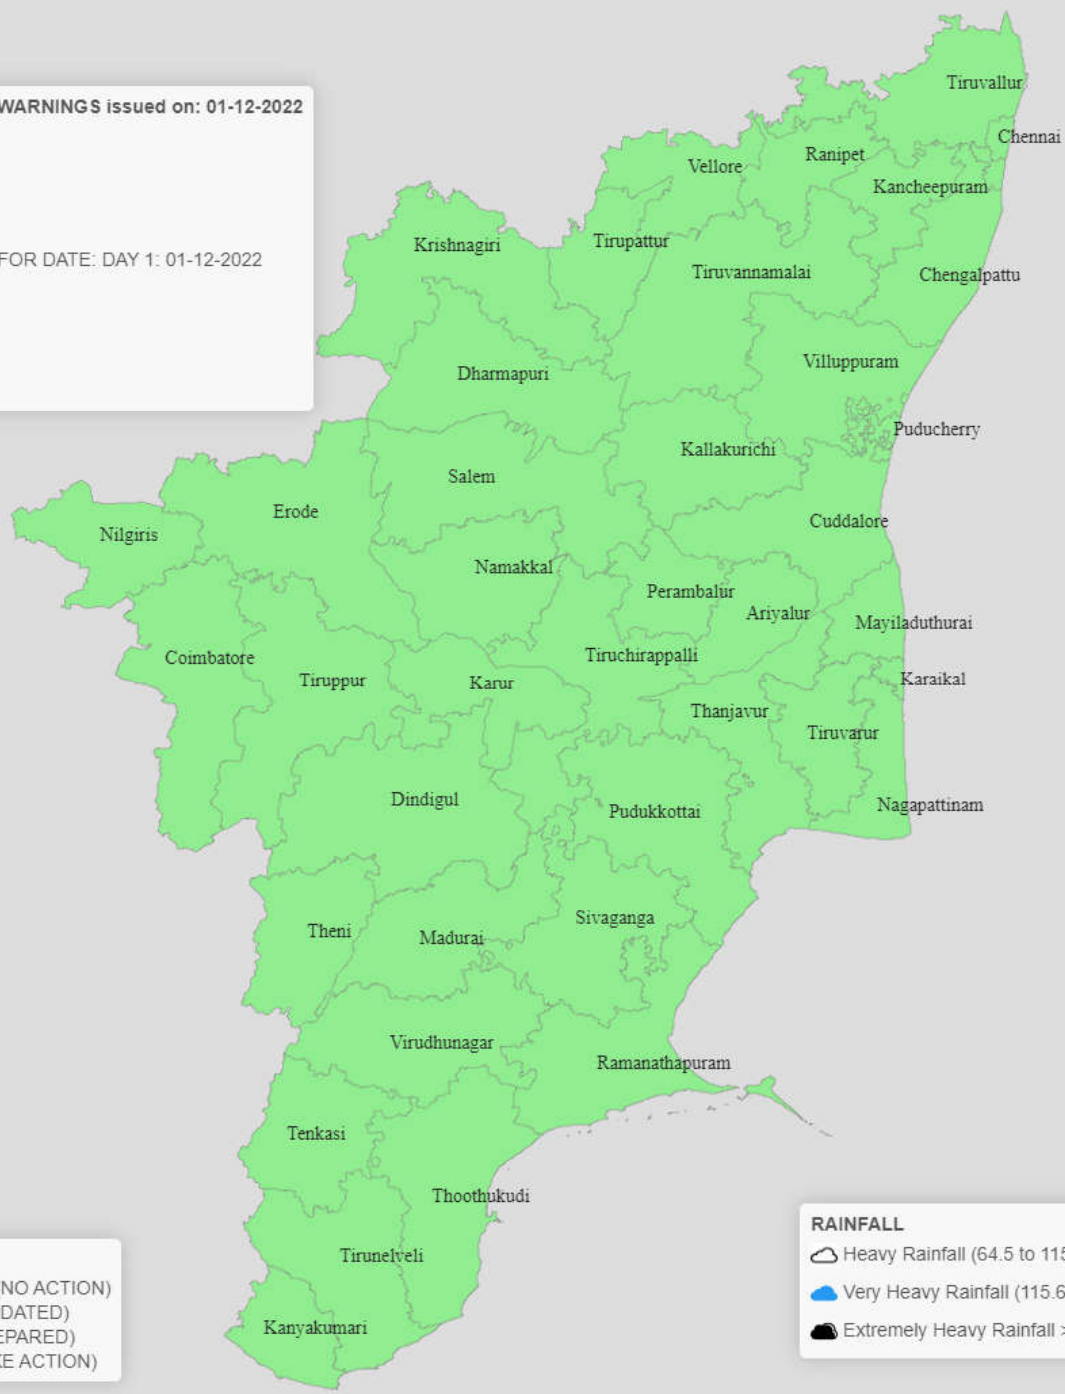 WARNINGS issued on: 01-12-2022
FOR DATE: DAY 1: 01-12-2022
Tiruvallur
Chennai
Ranipet
Vellore
Kancheepuram
Krishnagiri
Tirupattur
Tiruvannamalai
Chengalpattu
Villuppuram
Dharmapuri
Puducherry
Kallakurichi
Salem
Erode
Cuddalore
Nilgiris
Namakkal
Perambalur
Ariyalur
Mayiladuthurai
Coimbatore
Tiruchirappalli
Tiruppur
Karur
Karaikal
Thanjavur
Tiruvarur
Dindigul
Pudukkottai
Nagapattinam
Sivaganga
Theni
Madurai
Virudhunagar
Ramanathapuram
Tenkasi
Thoothukudi
Tirunelveli
Kanyakumari
NO ACTION)
DATED)
EPARED)
KE ACTION)
RAINFALL
Heavy Rainfall (64.5 to 115
Very Heavy Rainfall (115.6
Extremely Heavy Rainfall >